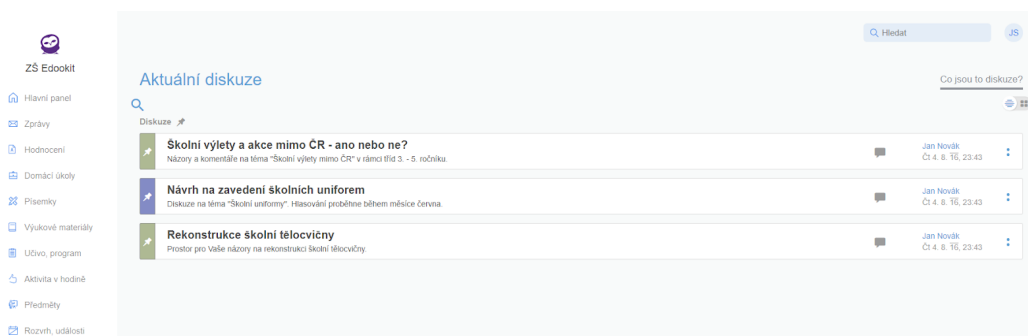 Hledat
JS
ZŠ Edookit
Aktuální diskuze
Co jsou to diskuze?
Hlavní panel
Zprávy
Hodnocení
Domácí úkoly
Písemky
Výukové materiály
Učivo, program
Aktivita v hodině
Předměty
Rozvrh, události
Diskuze
Školní výlety a akce mimo ČR - ano nebo ne?
Názory a komentáře na téma "Školní výlety mimo ČR" v rámci tříd 3. - 5. ročníku.
Jan Novák
Čt 4. 8. '16, 23:43
Návrh na zavedení školních uniforem
Diskuze na téma "Školní uniformy". Hlasování proběhne během měsíce června.
Jan Novák
Čt 4. 8. '16, 23:43
Rekonstrukce školní tělocvičny
Prostor pro Vaše názory na rekonstrukci školní tělocvičny.
Jan Novák
Čt 4. 8. '16, 23:43